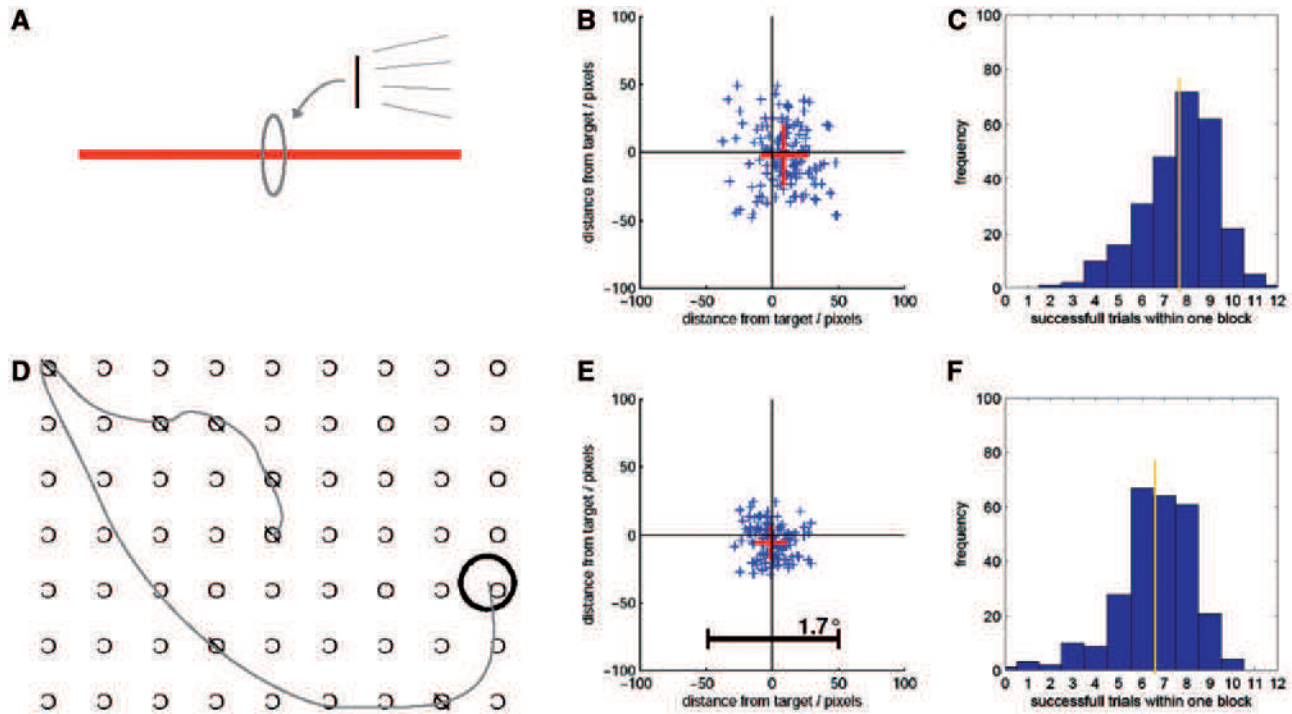 A
B
100
50
0
−50
−100
distance from target / pixels
−100 −50 0 50 100
distance from target / pixels
C
100
80
60
40
20
0
frequency
0 1 2 3 4 5 6 7 8 9 10 11 12
successfull trials within one block
D
E
100
50
0
−50
−100
distance from target / pixels
1.7°
−100 −50 0 50 100
distance from target / pixels
F
100
80
60
40
20
0
frequency
0 1 2 3 4 5 6 7 8 9 10 11 12
successfull trials within one block